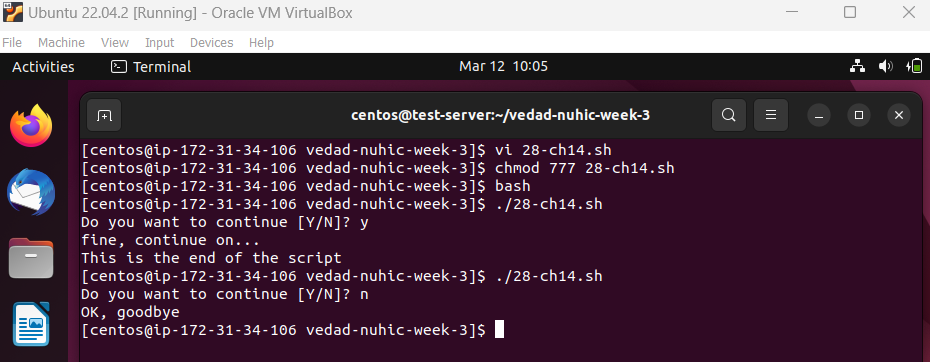 Ubuntu 22.04.2 [Running] - Oracle VM VirtualBox
File Machine View Input Devices Help
Activities Terminal Mar 12 10:05
centos@test-server:~/vedad-nuhic-week-3
[centos@ip-172-31-34-106 vedad-nuhic-week-3]$ vi 28-ch14.sh
[centos@ip-172-31-34-106 vedad-nuhic-week-3]$ chmod 777 28-ch14.sh
[centos@ip-172-31-34-106 vedad-nuhic-week-3]$ bash
[centos@ip-172-31-34-106 vedad-nuhic-week-3]$ ./28-ch14.sh
Do you want to continue [Y/N]? y
fine, continue on...
This is the end of the script
[centos@ip-172-31-34-106 vedad-nuhic-week-3]$ ./28-ch14.sh
Do you want to continue [Y/N]? n
OK, goodbye
[centos@ip-172-31-34-106 vedad-nuhic-week-3]$